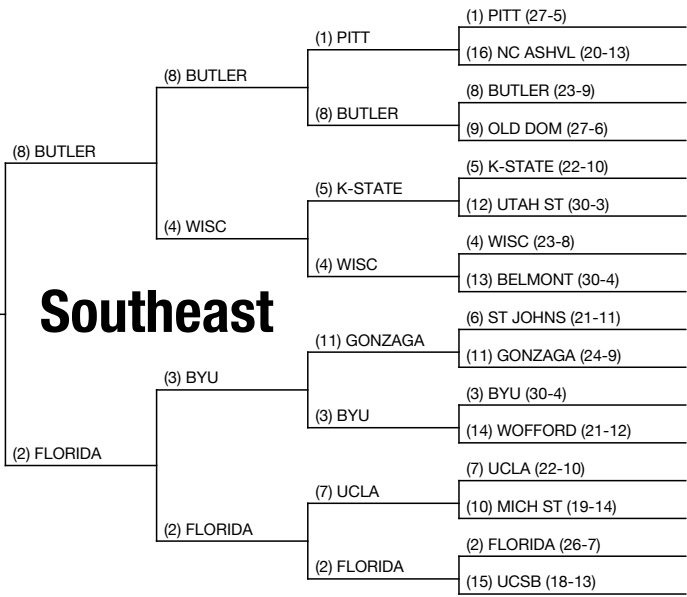 (1) PITT (27-5)
(1) PITT
(16) NC ASHVL (20-13)
(8) BUTLER
(8) BUTLER (23-9)
(8) BUTLER
(9) OLD DOM (27-6)
(8) BUTLER
(5) K-STATE (22-10)
(5) K-STATE
(12) UTAH ST (30-3)
(4) WISC
(4) WISC (23-8)
(4) WISC
(13) BELMONT (30-4)
Southeast
(6) ST JOHNS (21-11)
(11) GONZAGA
(11) GONZAGA (24-9)
(3) BYU
(3) BYU (30-4)
(3) BYU
(14) WOFFORD (21-12)
(2) FLORIDA
(7) UCLA (22-10)
(7) UCLA
(10) MICH ST (19-14)
(2) FLORIDA
(2) FLORIDA (26-7)
(2) FLORIDA
(15) UCSB (18-13)